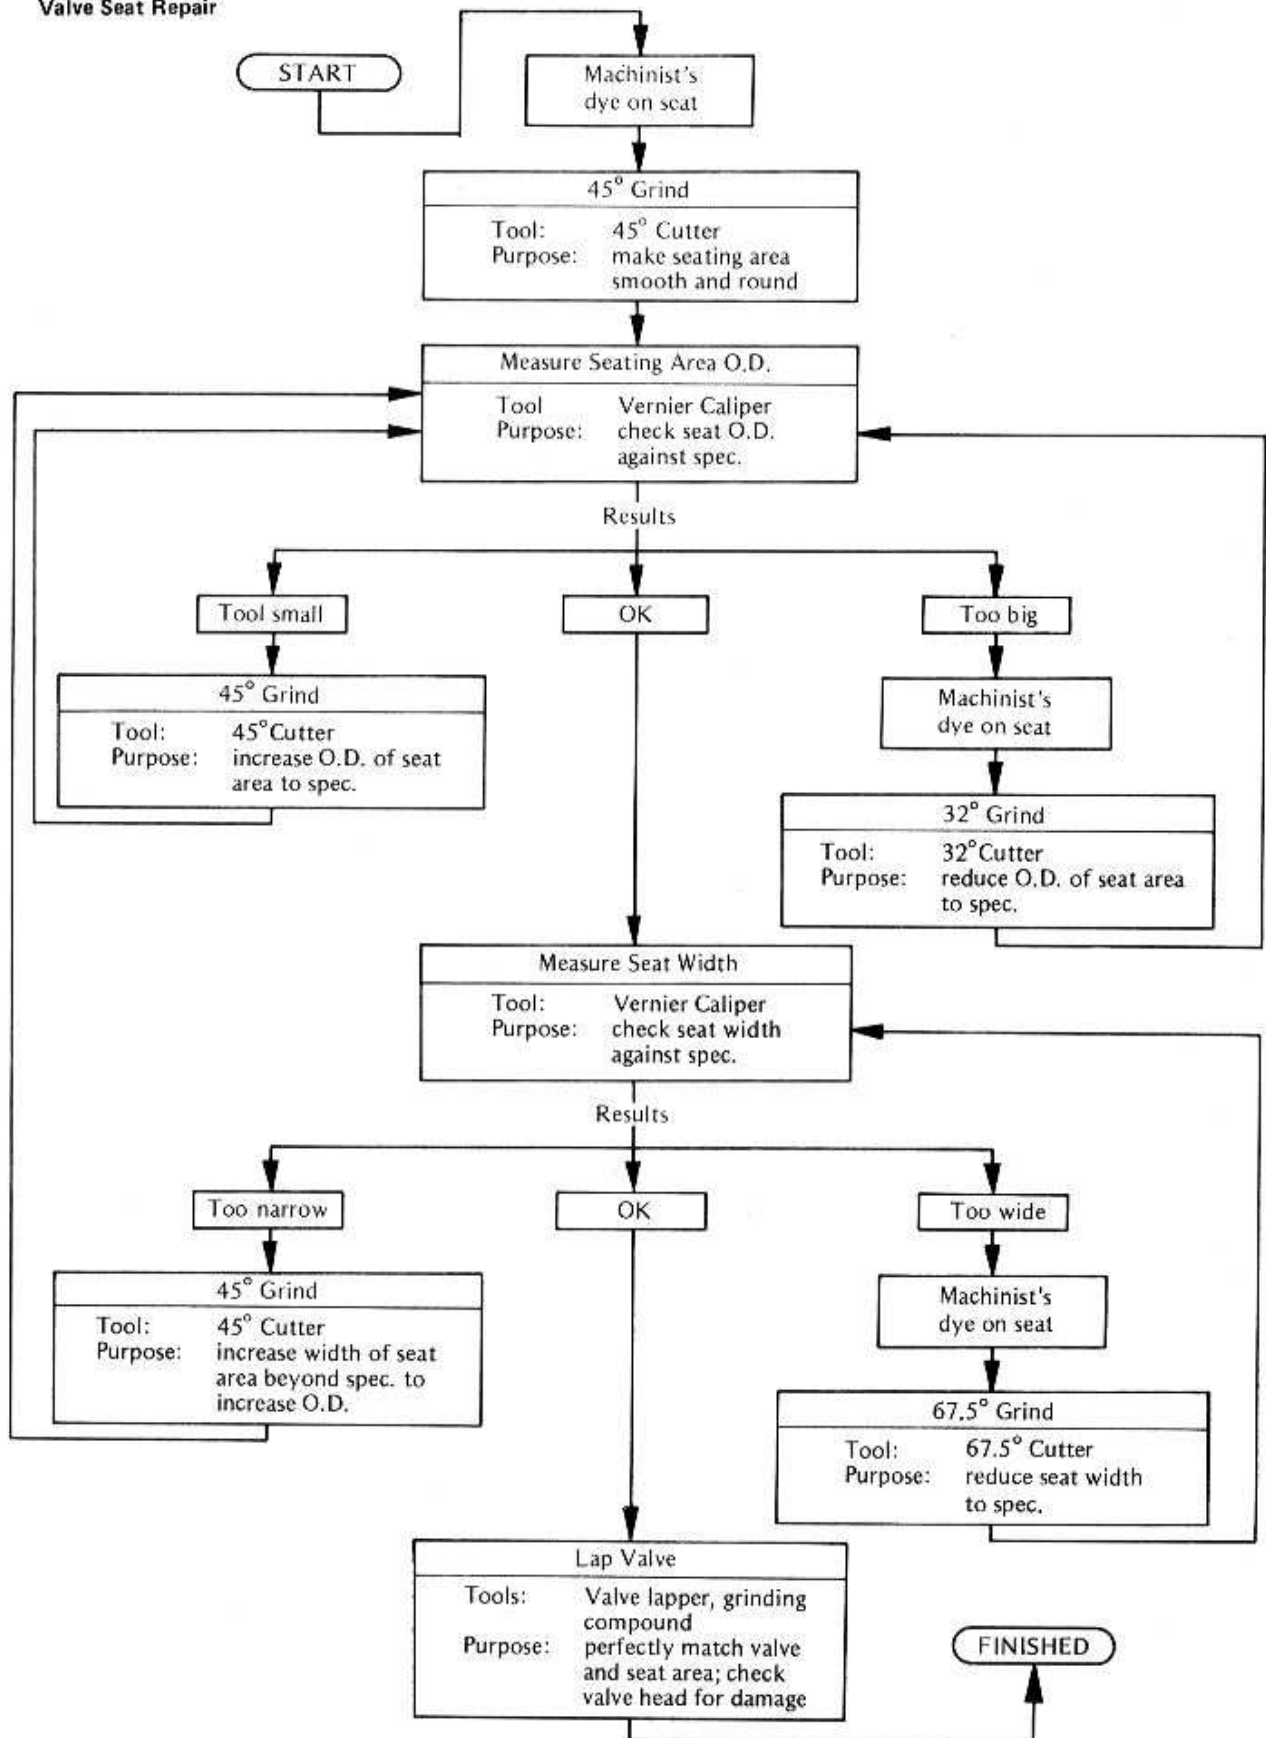 Valve Seat Repair
START
Machinist's
dye on seat
45° Grind
Tool: 45° Cutter
Purpose: make seating area
smooth and round
Measure Seating Area O.D.
Tool Vernier Caliper
Purpose: check seat O.D.
against spec.
Results
Tool small
OK
Too big
45° Grind
Tool: 45° Cutter
Purpose: increase O.D. of seat
area to spec.
Machinist's
dye on seat
32° Grind
Tool: 32° Cutter
Purpose: reduce O.D. of seat area
to spec.
Measure Seat Width
Tool: Vernier Caliper
Purpose: check seat width
against spec.
Results
Too narrow
OK
Too wide
45° Grind
Tool: 45° Cutter
Purpose: increase width of seat
area beyond spec. to
increase O.D.
Machinist's
dye on seat
67.5° Grind
Tool: 67.5° Cutter
Purpose: reduce seat width
to spec.
Lap Valve
Tools: Valve lapper, grinding
compound
Purpose: perfectly match valve
and seat area; check
valve head for damage
FINISHED